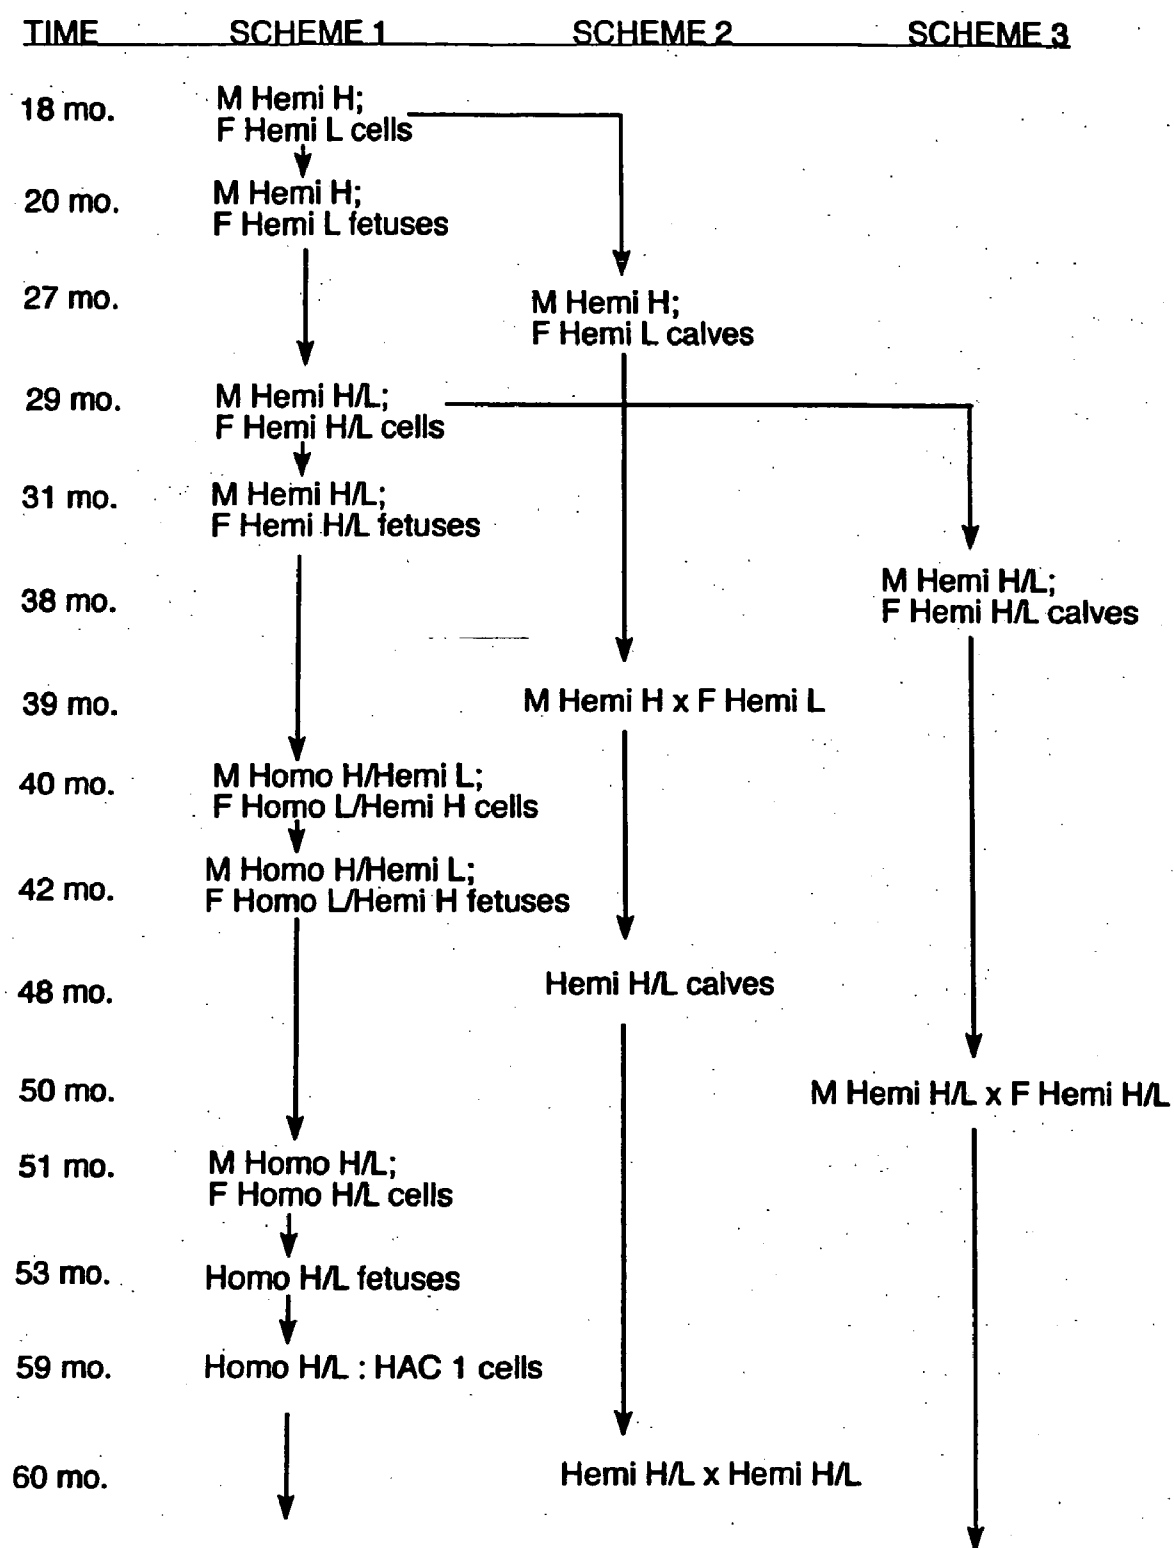 TIME SCHEME 1 SCHEME 2 SCHEME 3
18 mo.
M Hemi H;
F Hemi L cells
20 mo.
M Hemi H;
F Hemi L fetuses
27 mo.
M Hemi H;
F Hemi L calves
29 mo.
M Hemi H/L;
F Hemi H/L cells
31 mo.
M Hemi H/L;
F Hemi H/L fetuses
38 mo.
M Hemi H/L;
F Hemi H/L calves
39 mo.
M Hemi H x F Hemi L
40 mo.
M Homo H/Hemi L;
F Homo L/Hemi H cells
42 mo.
M Homo H/Hemi L;
F Homo L/Hemi H fetuses
48 mo.
Hemi H/L calves
50 mo.
M Hemi H/L x F Hemi H/L
51 mo.
M Homo H/L;
F Homo H/L cells
53 mo.
Homo H/L fetuses
59 mo.
Homo H/L : HAC 1 cells
60 mo.
Hemi H/L x Hemi H/L